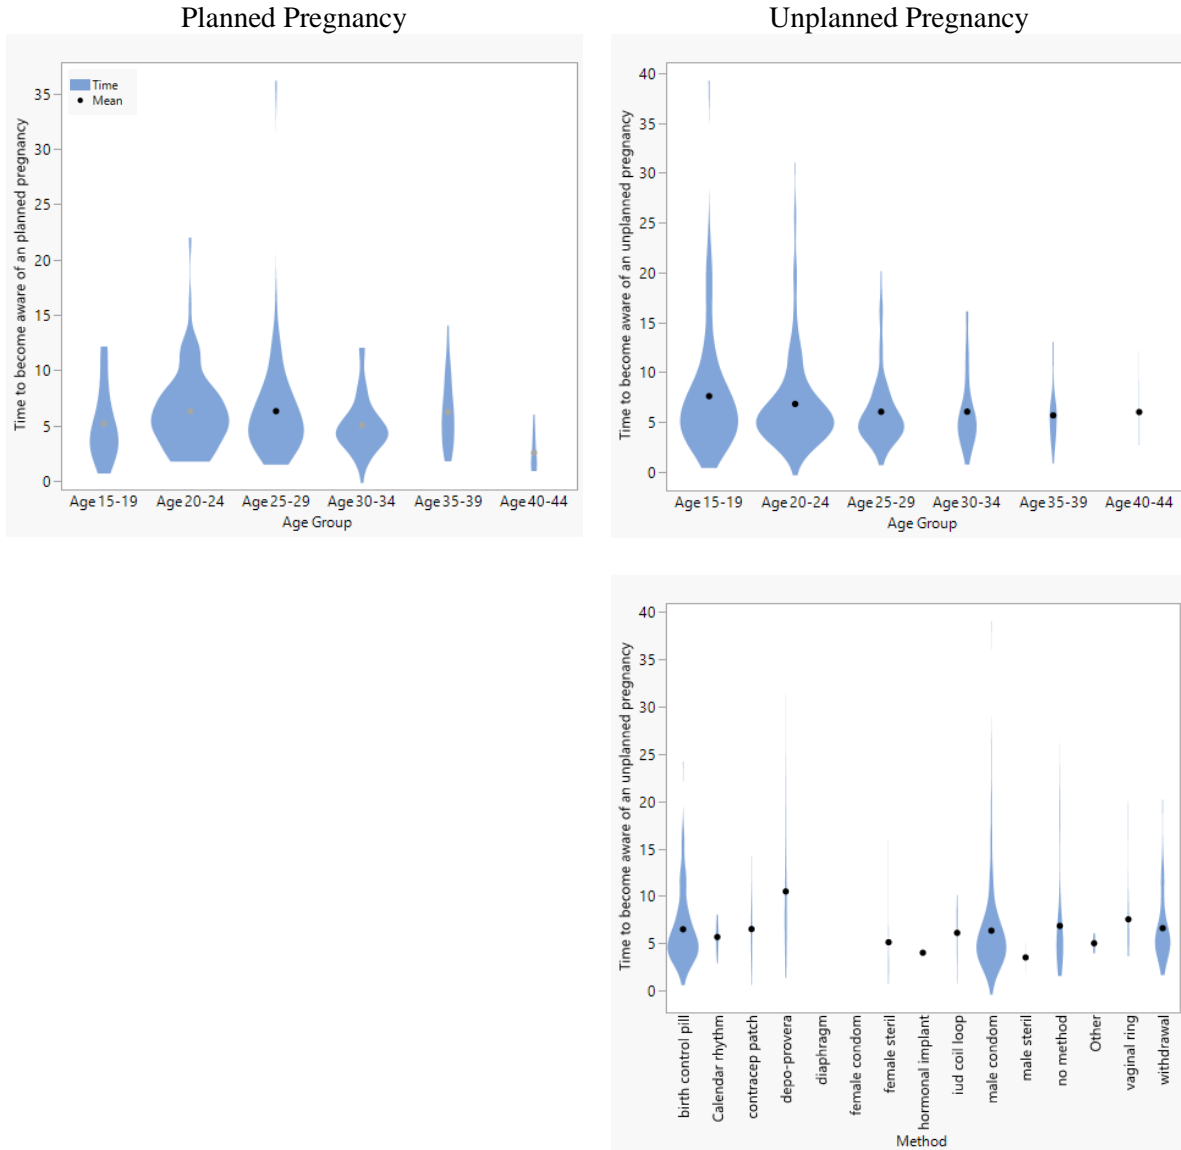 Planned Pregnancy
Time to become aware of an planned pregnancy
35
30
25
20
15
10
5
0
Time
Mean
Age 15-19 Age 20-24 Age 25-29 Age 30-34 Age 35-39 Age 40-44
Age Group
Unplanned Pregnancy
Time to become aware of an unplanned pregnancy
40
35
30
25
20
15
10
5
0
Age 15-19 Age 20-24 Age 25-29 Age 30-34 Age 35-39 Age 40-44
Age Group
Time to become aware of an unplanned pregnancy
40
35
30
25
20
15
10
5
0
birth control pill
Calendar rhythm
contracep patch
depo-provera
diaphragm
female condom
female steril
hormonal implant
iud coil loop
male condom
male steril
no method
Other
vaginal ring
withdrawal
Method